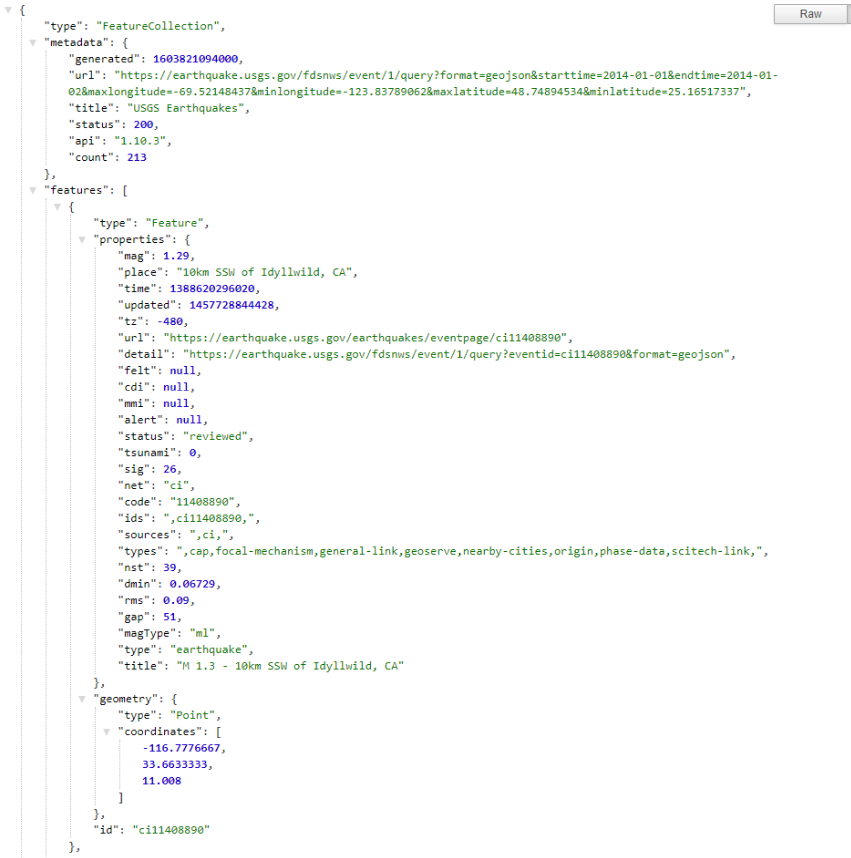 {
Raw
"type": "FeatureCollection",
"metadata": {
"generated": 1603821094000,
"url": "https://earthquake.usgs.gov/fdsnws/event/1/query?format=geojson&starttime=2014-01-01&endtime=2014-01-
02&maxlongitude=-69.52148437&minlongitude=-123.83789062&maxlatitude=48.74894534&minlatitude=25.16517337",
"title": "USGS Earthquakes",
"status": 200,
"api": "1.10.3",
"count": 213
},
"features": [
{
"type": "Feature",
"properties": {
"mag": 1.29,
"place": "10km SSW of Idyllwild, CA",
"time": 1388620296020,
"updated": 1457728844428,
"tz": -480,
"url": "https://earthquake.usgs.gov/earthquakes/eventpage/ci11408890",
"detail": "https://earthquake.usgs.gov/fdsnws/event/1/query?eventid=ci11408890&format=geojson",
"felt": null,
"cdi": null,
"mmi": null,
"alert": null,
"status": "reviewed",
"tsunami": 0,
"sig": 26,
"net": "ci",
"code": "11408890",
"ids": ",ci11408890,",
"sources": ",ci,",
"types": ",cap,focal-mechanism,general-link,geoserve,nearby-cities,origin,phase-data,scitech-link,",
"nst": 39,
"dmin": 0.06729,
"rms": 0.09,
"gap": 51,
"magType": "ml",
"type": "earthquake",
"title": "M 1.3 - 10km SSW of Idyllwild, CA"
},
"geometry": {
"type": "Point",
"coordinates": [
-116.7776667,
33.6633333,
11.008
]
},
"id": "ci11408890"
},